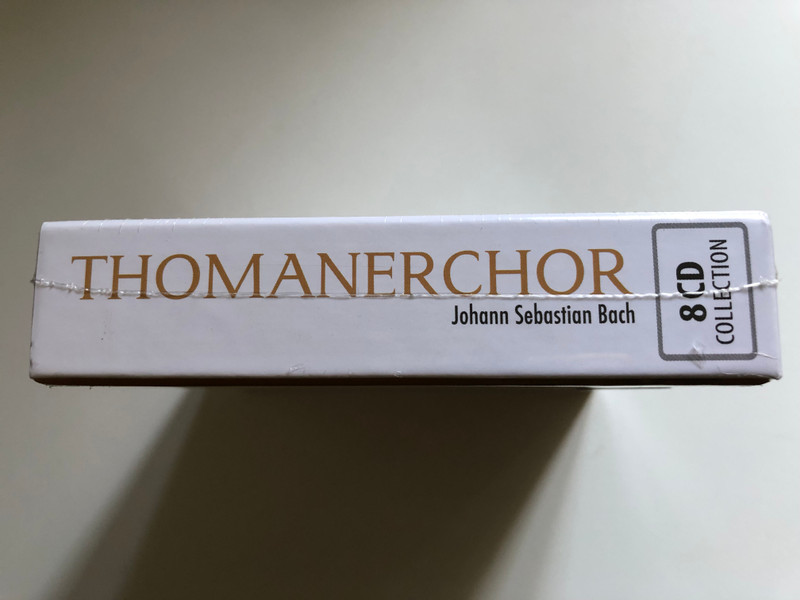 THOMANERCHOR
Johann Sebastian Bach
8CD
COLLECTION